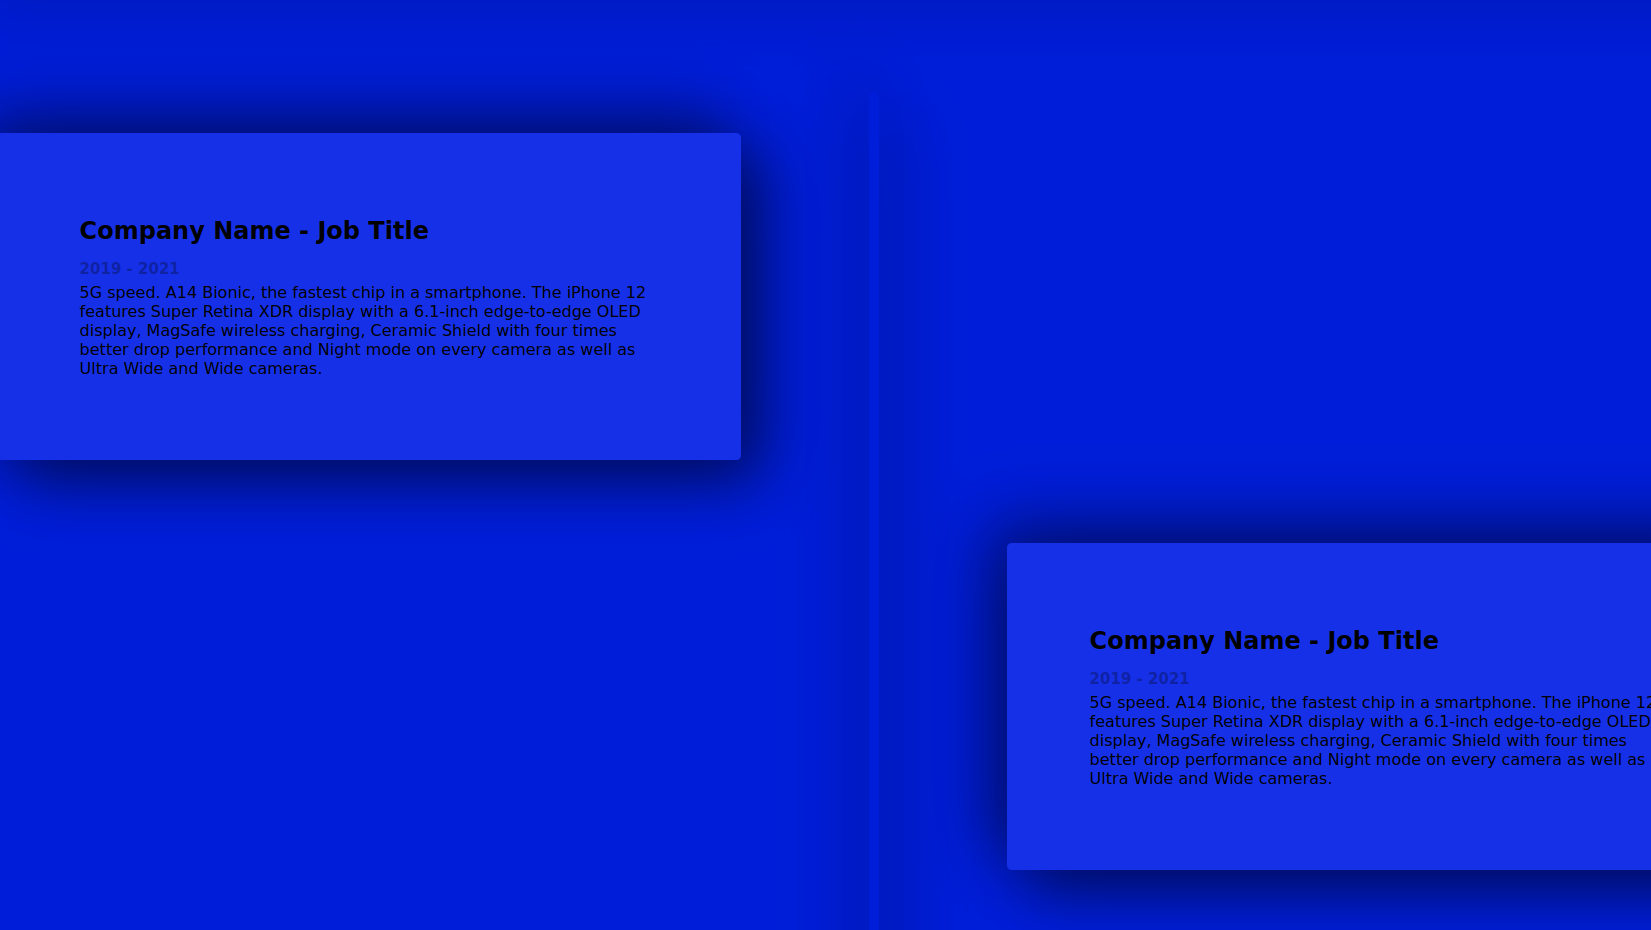 Company Name - Job Title
2019 - 2021
5G speed. A14 Bionic, the fastest chip in a smartphone. The iPhone 12
features Super Retina XDR display with a 6.1-inch edge-to-edge OLED
display, MagSafe wireless charging, Ceramic Shield with four times
better drop performance and Night mode on every camera as well as
Ultra Wide and Wide cameras.
Company Name - Job Title
2019 - 2021
5G speed. A14 Bionic, the fastest chip in a smartphone. The iPhone 12
features Super Retina XDR display with a 6.1-inch edge-to-edge OLED
display, MagSafe wireless charging, Ceramic Shield with four times
better drop performance and Night mode on every camera as well as
Ultra Wide and Wide cameras.